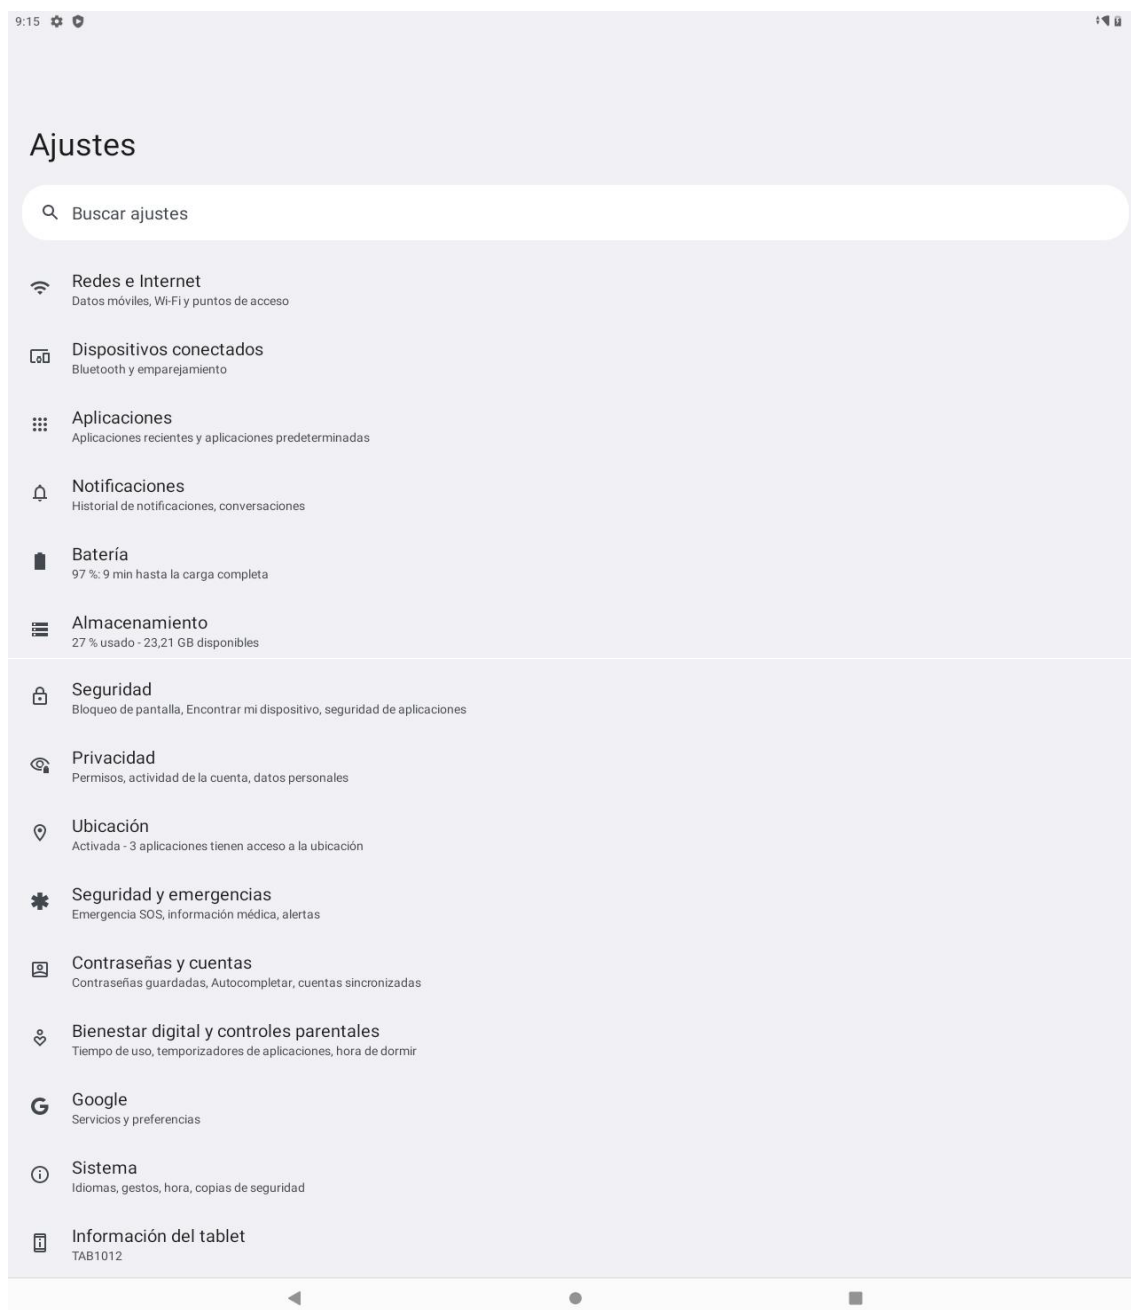 9:15
Ajustes
Buscar ajustes
Redes e Internet
Datos móviles, Wi-Fi y puntos de acceso
Dispositivos conectados
Bluetooth y emparejamiento
Aplicaciones
Aplicaciones recientes y aplicaciones predeterminadas
Notificaciones
Historial de notificaciones, conversaciones
Batería
97 %: 9 min hasta la carga completa
Almacenamiento
27 % usado - 23,21 GB disponibles
Seguridad
Bloqueo de pantalla, Encontrar mi dispositivo, seguridad de aplicaciones
Privacidad
Permisos, actividad de la cuenta, datos personales
Ubicación
Activada - 3 aplicaciones tienen acceso a la ubicación
Seguridad y emergencias
Emergencia SOS, información médica, alertas
Contraseñas y cuentas
Contraseñas guardadas, Autocompletar, cuentas sincronizadas
Bienestar digital y controles parentales
Tiempo de uso, temporizadores de aplicaciones, hora de dormir
Google
Servicios y preferencias
Sistema
Idiomas, gestos, hora, copias de seguridad
Información del tablet
TAB1012